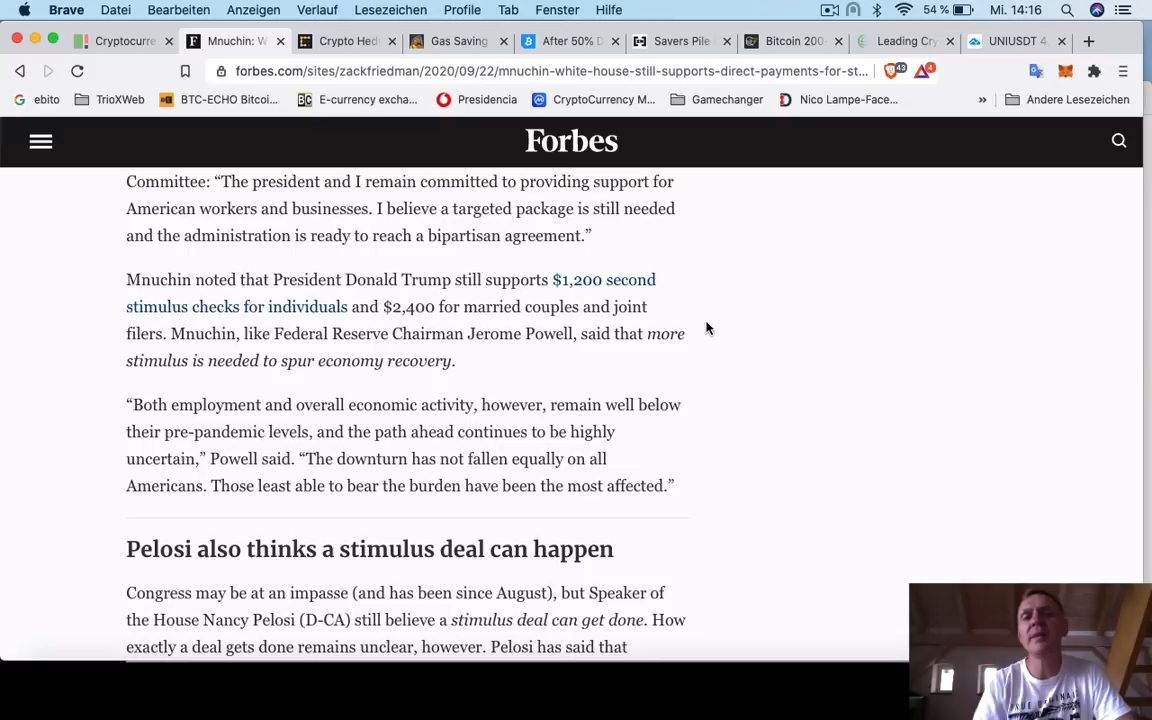 Brave Datei Bearbeiten Anzeigen Verlauf Lesezeichen Profile Tab Fenster Hilfe 54 % Mi. 14:16
Cryptocurre Mnuchin: W Crypto Hed Gas Saving After 50% D Savers Pile Bitcoin 200 Leading Cry UNIUSDT 4
forbes.com/sites/zackfriedman/2020/09/22/mnuchin-white-house-still-supports-direct-payments-for-st... 43 4
ebito TrioXWeb BTC-ECHO Bitcoi... E-currency excha... Presidencia CryptoCurrency M... Gamechanger Nico Lampe-Face... » Andere Lesezeichen
Forbes
Committee: “The president and I remain committed to providing support for
American workers and businesses. I believe a targeted package is still needed
and the administration is ready to reach a bipartisan agreement.”
Mnuchin noted that President Donald Trump still supports $1,200 second
stimulus checks for individuals and $2,400 for married couples and joint
filers. Mnuchin, like Federal Reserve Chairman Jerome Powell, said that more
stimulus is needed to spur economy recovery.
“Both employment and overall economic activity, however, remain well below
their pre-pandemic levels, and the path ahead continues to be highly
uncertain,” Powell said. “The downturn has not fallen equally on all
Americans. Those least able to bear the burden have been the most affected.”
Pelosi also thinks a stimulus deal can happen
Congress may be at an impasse (and has been since August), but Speaker of
the House Nancy Pelosi (D-CA) still believe a stimulus deal can get done. How
exactly a deal gets done remains unclear, however. Pelosi has said that